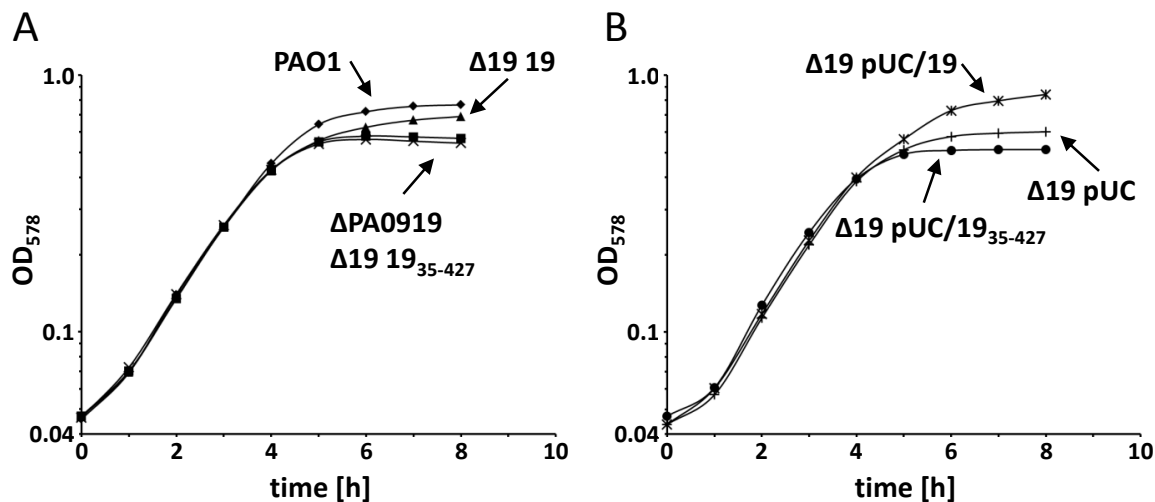 A
PAO1
Δ19 19
1.0
OD₅₇₈
ΔPA0919
Δ19 19₃₅₋₄₂₇
0.1
0.04
0 2 4 6 8 10
time [h]
B
Δ19 pUC/19
1.0
OD₅₇₈
Δ19 pUC
Δ19 pUC/19₃₅₋₄₂₇
0.1
0.04
0 2 4 6 8 10
time [h]